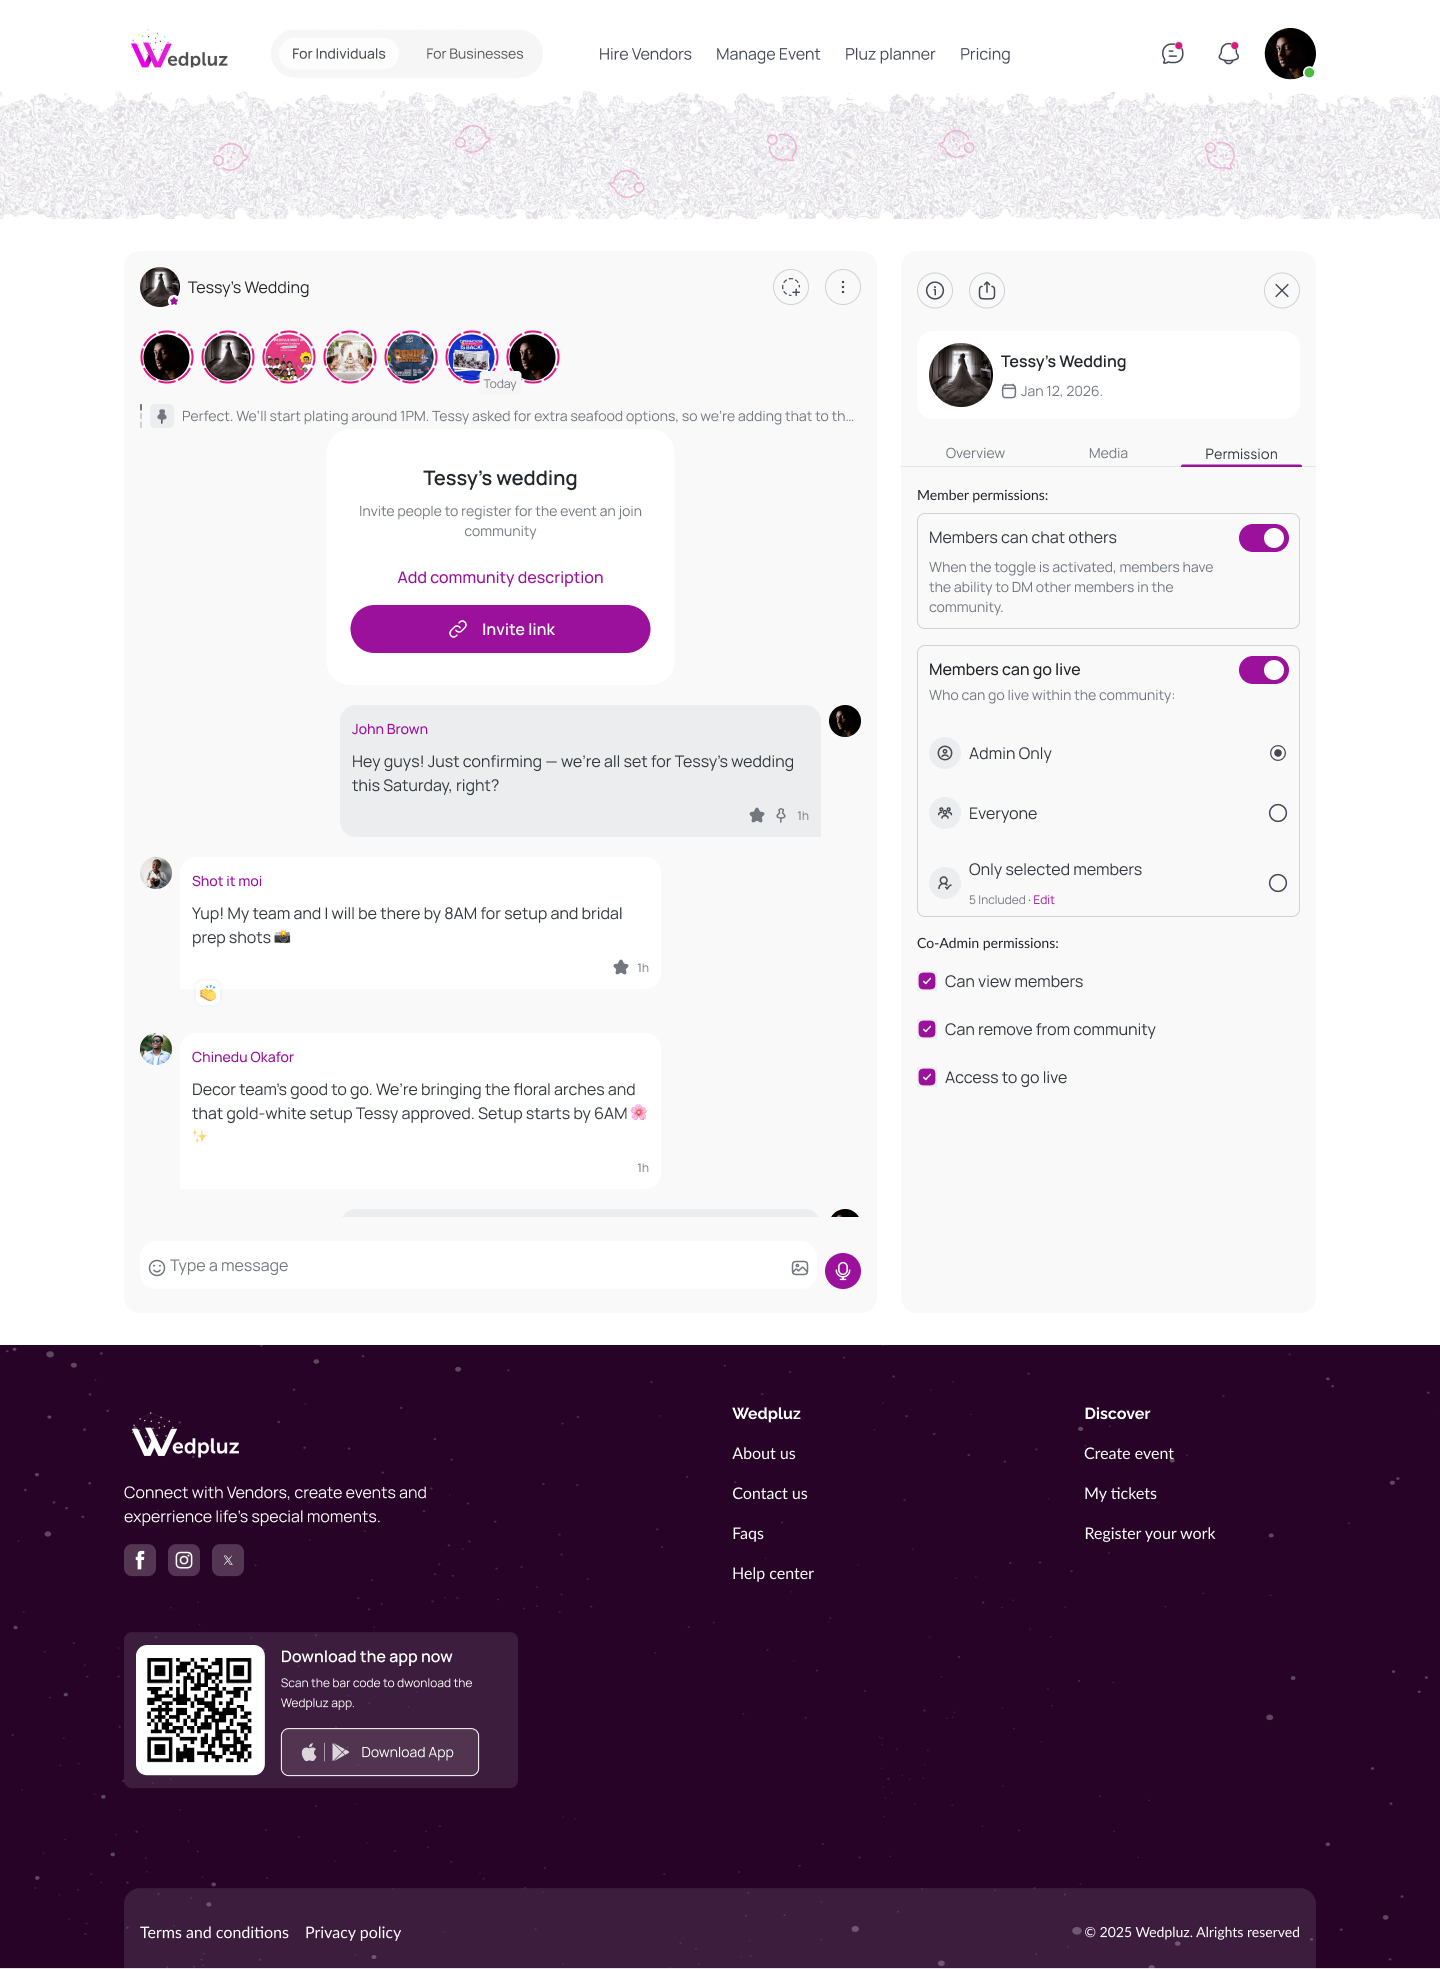 Wedpluz
For Individuals
For Businesses
Hire Vendors
Manage Event
Pluz planner
Pricing
Tessy's Wedding
Today
Perfect. We'll start plating around 1PM. Tessy asked for extra seafood options, so we're adding that to th...
Tessy's wedding
Invite people to register for the event an join
community
Add community description
Invite link
John Brown
Hey guys! Just confirming — we're all set for Tessy's wedding
this Saturday, right?
1h
Shot it moi
Yup! My team and I will be there by 8AM for setup and bridal
prep shots 📸
1h
👏
Chinedu Okafor
Decor team's good to go. We're bringing the floral arches and
that gold-white setup Tessy approved. Setup starts by 6AM 🌸
✨
1h
Type a message
Tessy's Wedding
Jan 12, 2026.
Overview
Media
Permission
Member permissions:
Members can chat others
When the toggle is activated, members have
the ability to DM other members in the
community.
Members can go live
Who can go live within the community:
Admin Only
Everyone
Only selected members
5 Included · Edit
Co-Admin permissions:
Can view members
Can remove from community
Access to go live
Wedpluz
Connect with Vendors, create events and
experrience life's special moments.
Wedpluz
About us
Contact us
Faqs
Help center
Discover
Create event
My tickets
Register your work
Download the app now
Scan the bar code to dwonload the
Wedpluz app.
Download App
Terms and conditions
Privacy policy
© 2025 Wedpluz. Alrights reserved